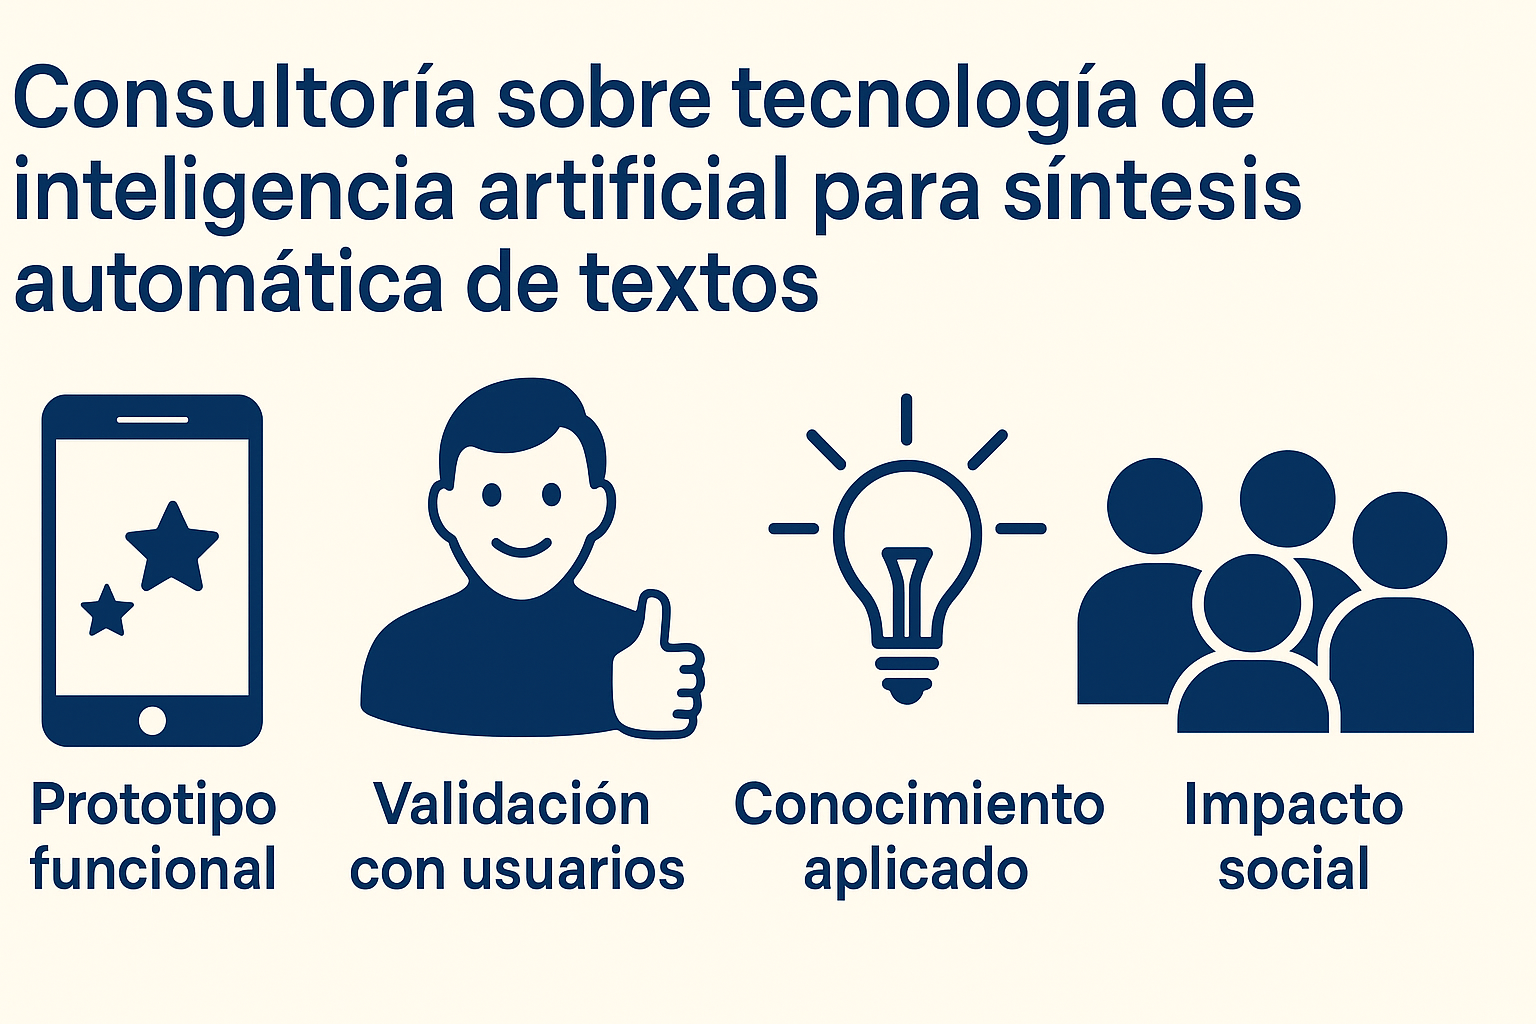 Consultoría sobre tecnología de
inteligencia artificial para síntesis
automática de textos
Prototipo
funcional
Validación
con usuarios
Conocimiento
aplicado
Impacto
social